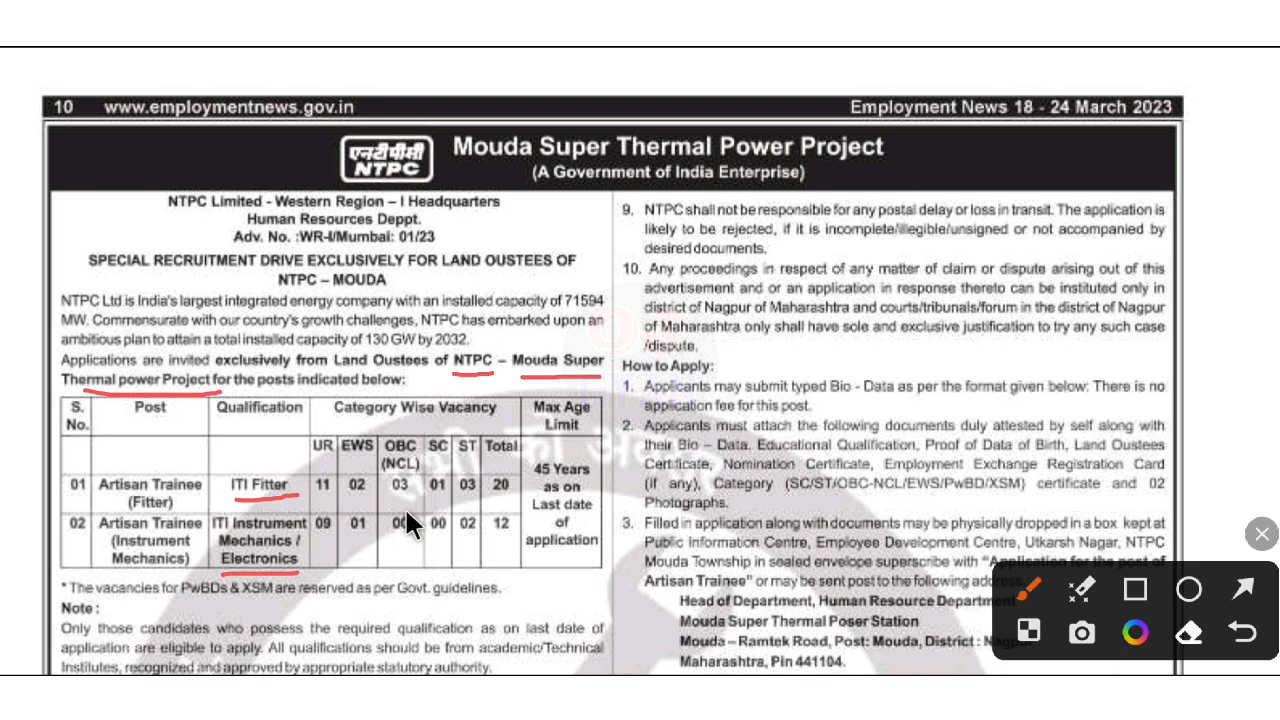 10 www.employmentnews.gov.in Employment News 18 - 24 March 2023
एनटीपीसी
NTPC
Mouda Super Thermal Power Project
(A Government of India Enterprise)
NTPC Limited - Western Region – I Headquarters
Human Resources Deppt.
Adv. No. :WR-I/Mumbai: 01/23
SPECIAL RECRUITMENT DRIVE EXCLUSIVELY FOR LAND OUSTEES OF
NTPC – MOUDA
NTPC Ltd is India's largest integrated energy company with an installed capacity of 71594
MW. Commensurate with our country's growth challenges, NTPC has embarked upon an
ambitious plan to attain a total installed capacity of 130 GW by 2032.
Applications are invited exclusively from Land Oustees of NTPC – Mouda Super
Thermal power Project for the posts indicated below:
S. No. Post Qualification Category Wise Vacancy Max Age Limit
UR EWS OBC (NCL) SC ST Total
01 Artisan Trainee (Fitter) ITI Fitter 11 02 03 01 03 20
02 Artisan Trainee (Instrument Mechanics) ITI Instrument Mechanics / Electronics 09 01 00 00 02 12
45 Years as on Last date of application
* The vacancies for PwBDs & XSM are reserved as per Govt. guidelines.
Note :
Only those candidates who possess the required qualification as on last date of
application are eligible to apply. All qualifications should be from academic/Technical
Institutes, recognized and approved by appropriate statutory authority.
9. NTPC shall not be responsible for any postal delay or loss in transit. The application is
likely to be rejected, if it is incomplete/illegible/unsigned or not accompanied by
desired documents.
10. Any proceedings in respect of any matter of claim or dispute arising out of this
advertisement and or an application in response thereto can be instituted only in
district of Nagpur of Maharashtra and courts/tribunals/forum in the district of Nagpur
of Maharashtra only shall have sole and exclusive justification to try any such case
/dispute.
How to Apply:
1. Applicants may submit typed Bio - Data as per the format given below: There is no
application fee for this post.
2. Applicants must attach the following documents duly attested by self along with
their Bio – Data. Educational Qualification, Proof of Data of Birth, Land Oustees
Certificate, Nomination Certificate, Employment Exchange Registration Card
(if any), Category (SC/ST/OBC-NCL/EWS/PwBD/XSM) certificate and 02
Photographs.
3. Filled in application along with documents may be physically dropped in a box kept at
Public Information Centre, Employee Development Centre, Utkarsh Nagar, NTPC
Mouda Township in sealed envelope superscribe with "Application for the post of
Artisan Trainee" or may be sent post to the following address.
Head of Department, Human Resource Department
Mouda Super Thermal Poser Station
Mouda – Ramtek Road, Post: Mouda, District : Nagpur
Maharashtra, Pin 441104.